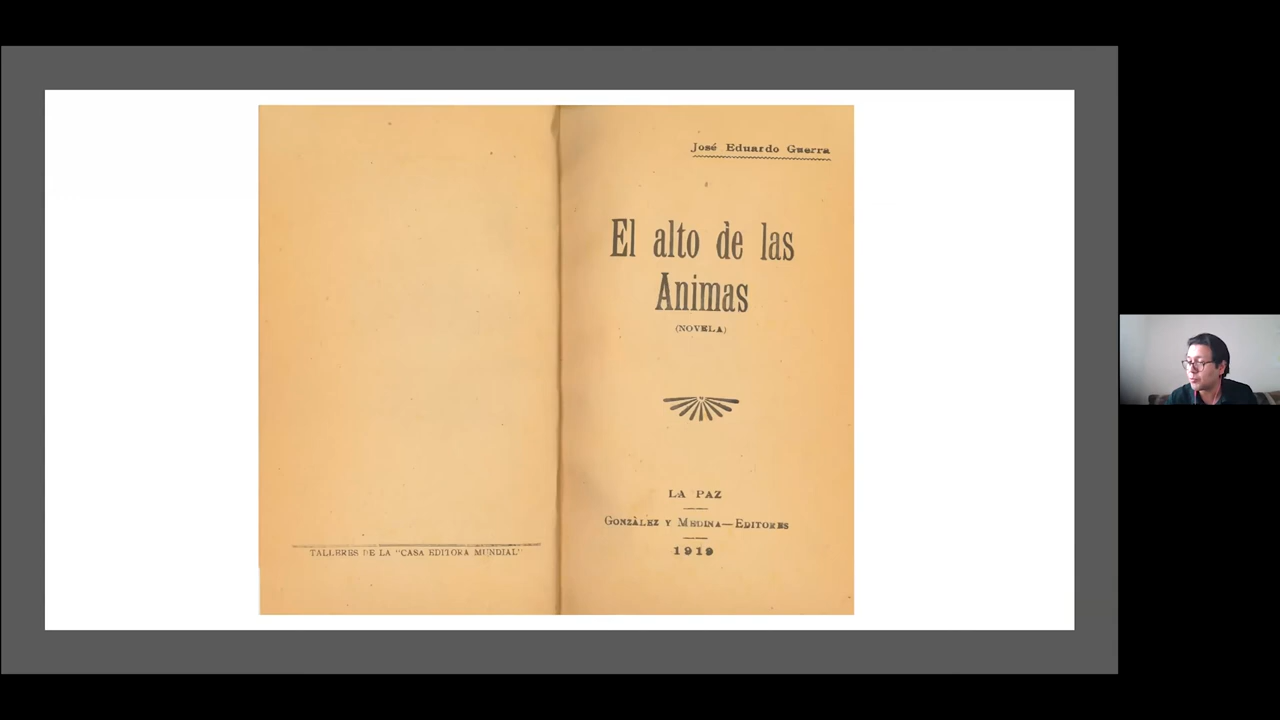 TALLERES DE LA "CASA EDITORA MUNDIAL"
José Eduardo Guerra
El alto de las
Animas
(NOVELA)
LA PAZ
GONZÀLEZ Y MEDINA—EDITORES
1919